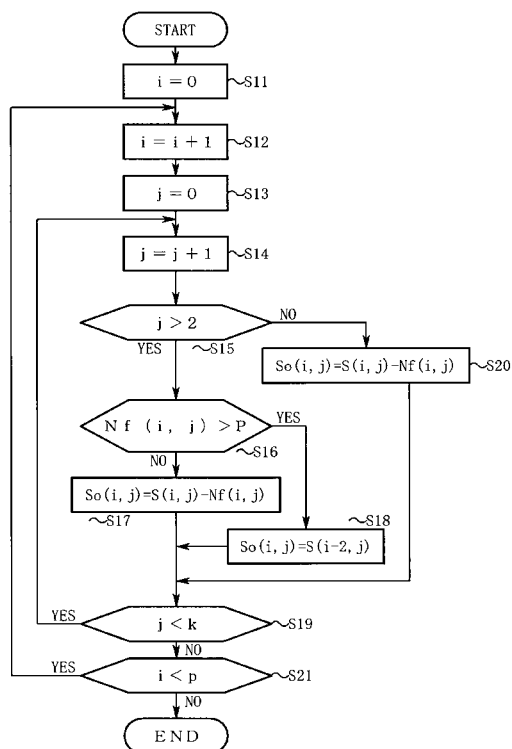 START
i=0
~S11
i=i+1
~S12
j=0
~S13
j=j+1
~S14
j>2
NO
YES
~S15
So(i,j)=S(i,j)-Nf(i,j)
~S20
Nf (i, j) >P
YES
~S16
NO
So(i,j)=S(i,j)-Nf(i,j)
~S17
~S18
So(i,j)=S(i-2,j)
YES
j<k
~S19
NO
YES
i<p
~S21
NO
END